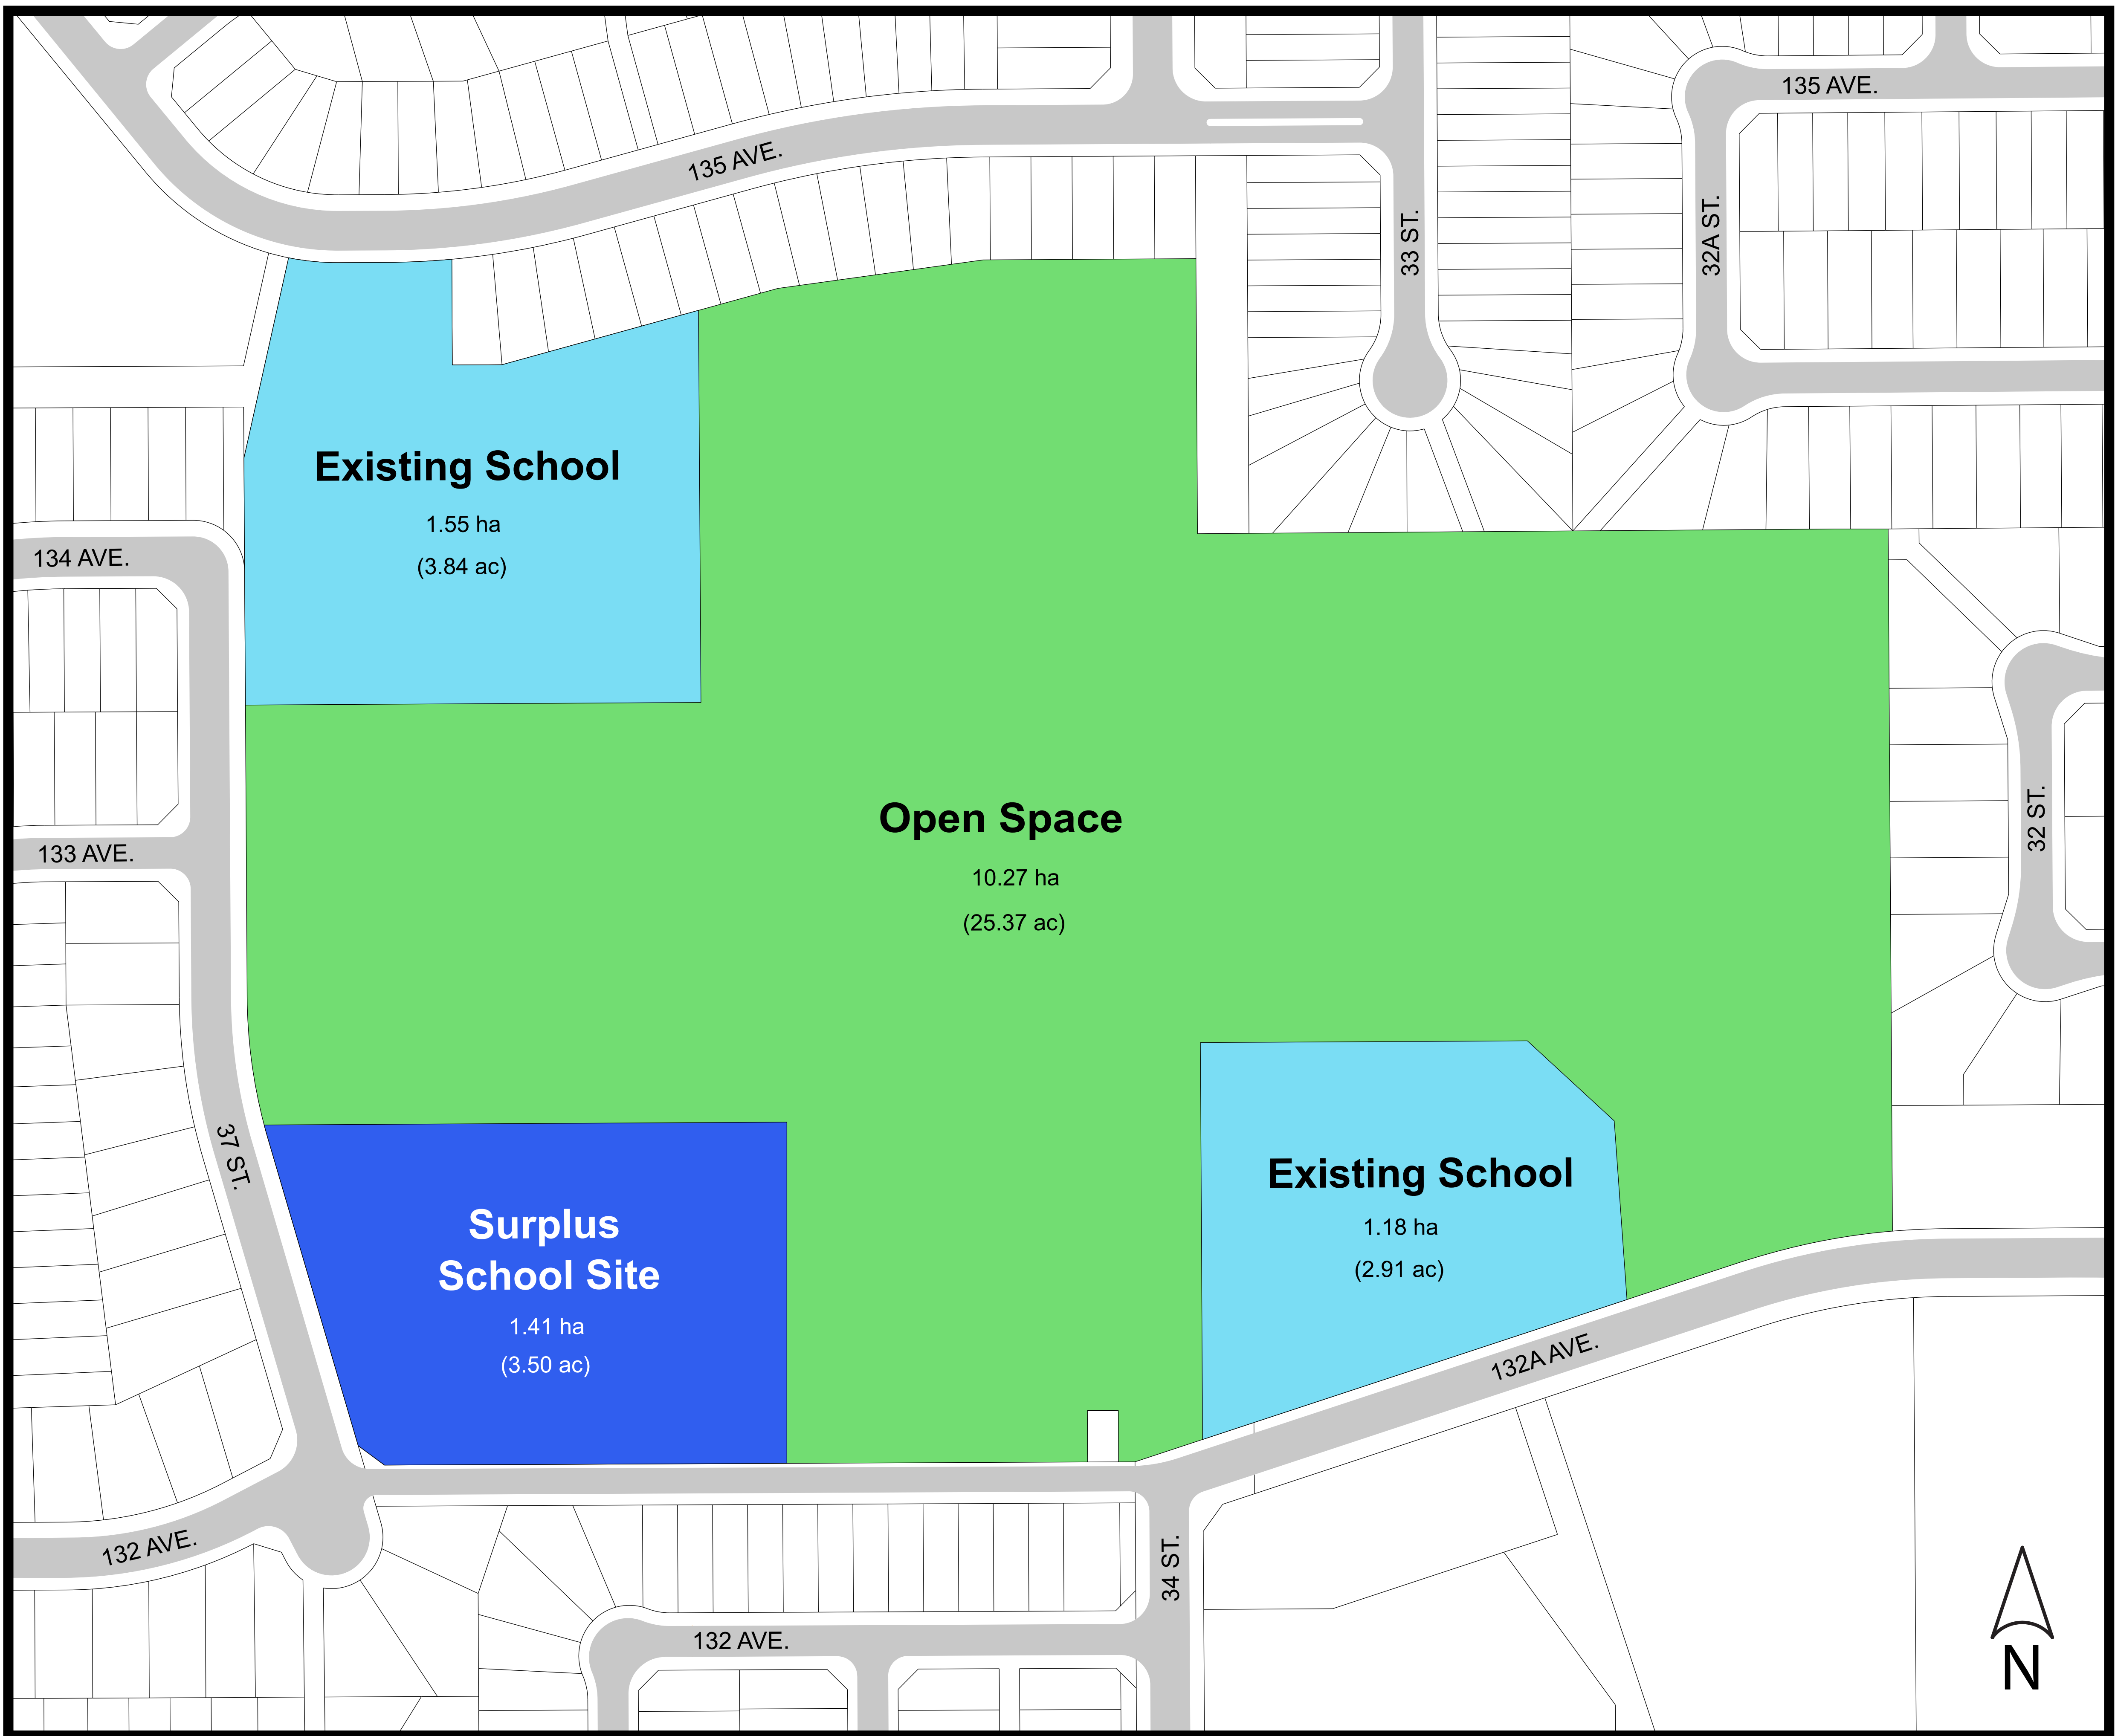 135 AVE.
135 AVE.
33 ST.
32A ST.
Existing School
1.55 ha
(3.84 ac)
134 AVE.
133 AVE.
Open Space
10.27 ha
(25.37 ac)
32 ST.
37 ST.
Surplus
School Site
1.41 ha
(3.50 ac)
Existing School
1.18 ha
(2.91 ac)
132A AVE.
132 AVE.
34 ST.
132 AVE.
N